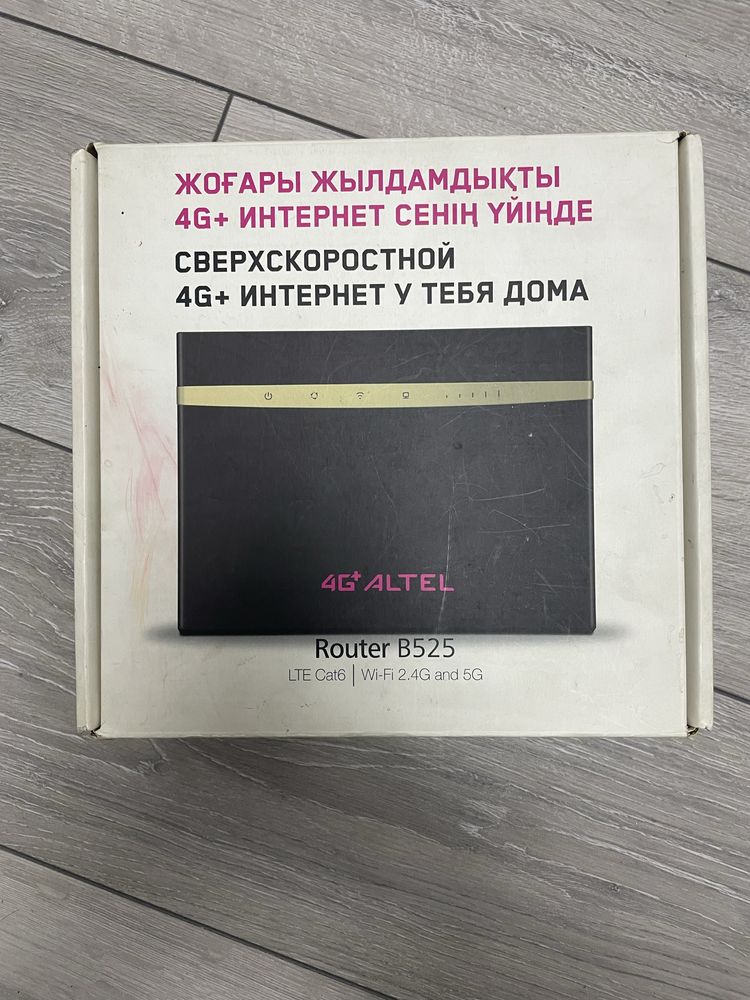 ЖОҒАРЫ ЖЫЛДАМДЫҚТЫ
4G+ ИНТЕРНЕТ СЕНІҢ ҮЙІҢДЕ
СВЕРХСКОРОСТНОЙ
4G+ ИНТЕРНЕТ У ТЕБЯ ДОМА
4G+ ALTEL
Router B525
LTE Cat6 | Wi-Fi 2.4G and 5G